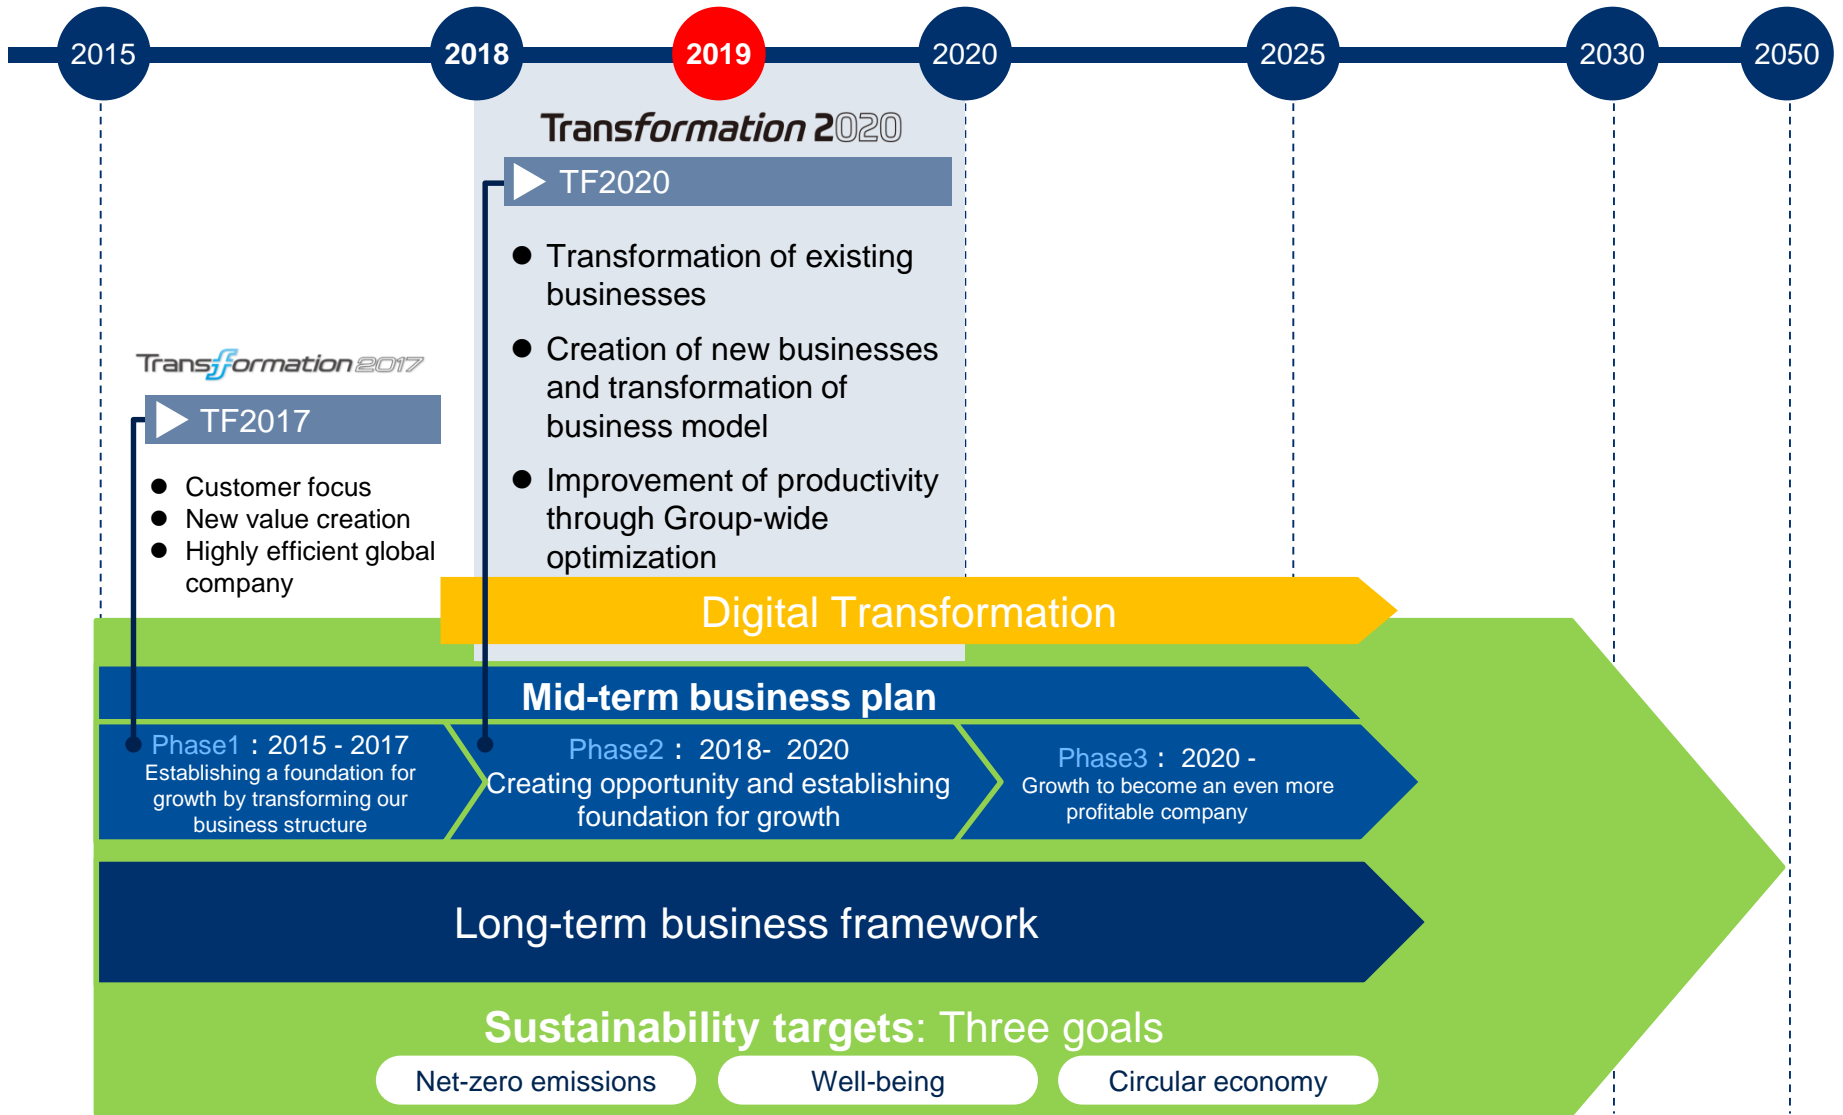 2015
2018
2019
2020
2025
2030
2050
Transformation 2020
TF2020
● Transformation of existing
businesses
● Creation of new businesses
and transformation of
business model
● Improvement of productivity
through Group-wide
optimization
Transformation 2017
TF2017
● Customer focus
● New value creation
● Highly efficient global
company
Digital Transformation
Mid-term business plan
Phase1：2015 - 2017
Establishing a foundation for
growth by transforming our
business structure
Phase2： 2018- 2020
Creating opportunity and establishing
foundation for growth
Phase3： 2020 -
Growth to become an even more
profitable company
Long-term business framework
Sustainability targets: Three goals
Net-zero emissions
Well-being
Circular economy